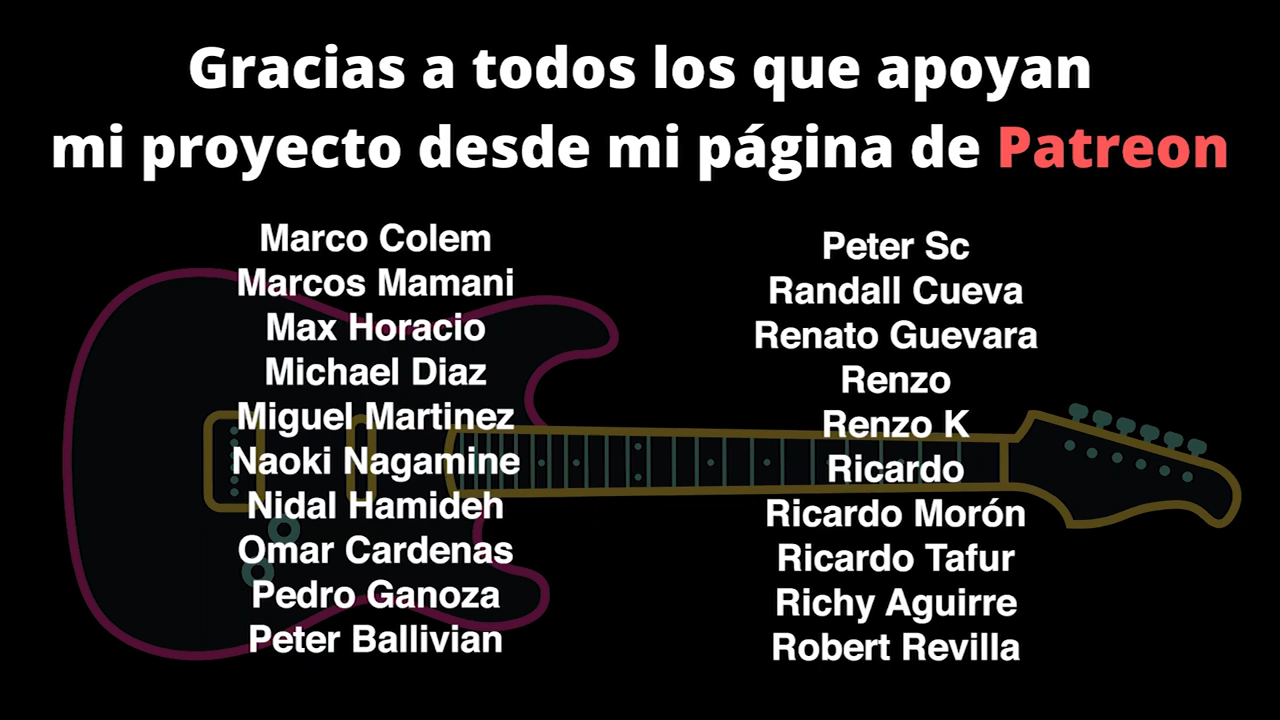 Gracias a todos los que apoyan
mi proyecto desde mi página de Patreon
Marco Colem
Marcos Mamani
Max Horacio
Michael Diaz
Miguel Martinez
Naoki Nagamine
Nidal Hamideh
Omar Cardenas
Pedro Ganoza
Peter Ballivian
Peter Sc
Randall Cueva
Renato Guevara
Renzo
Renzo K
Ricardo
Ricardo Morón
Ricardo Tafur
Richy Aguirre
Robert Revilla